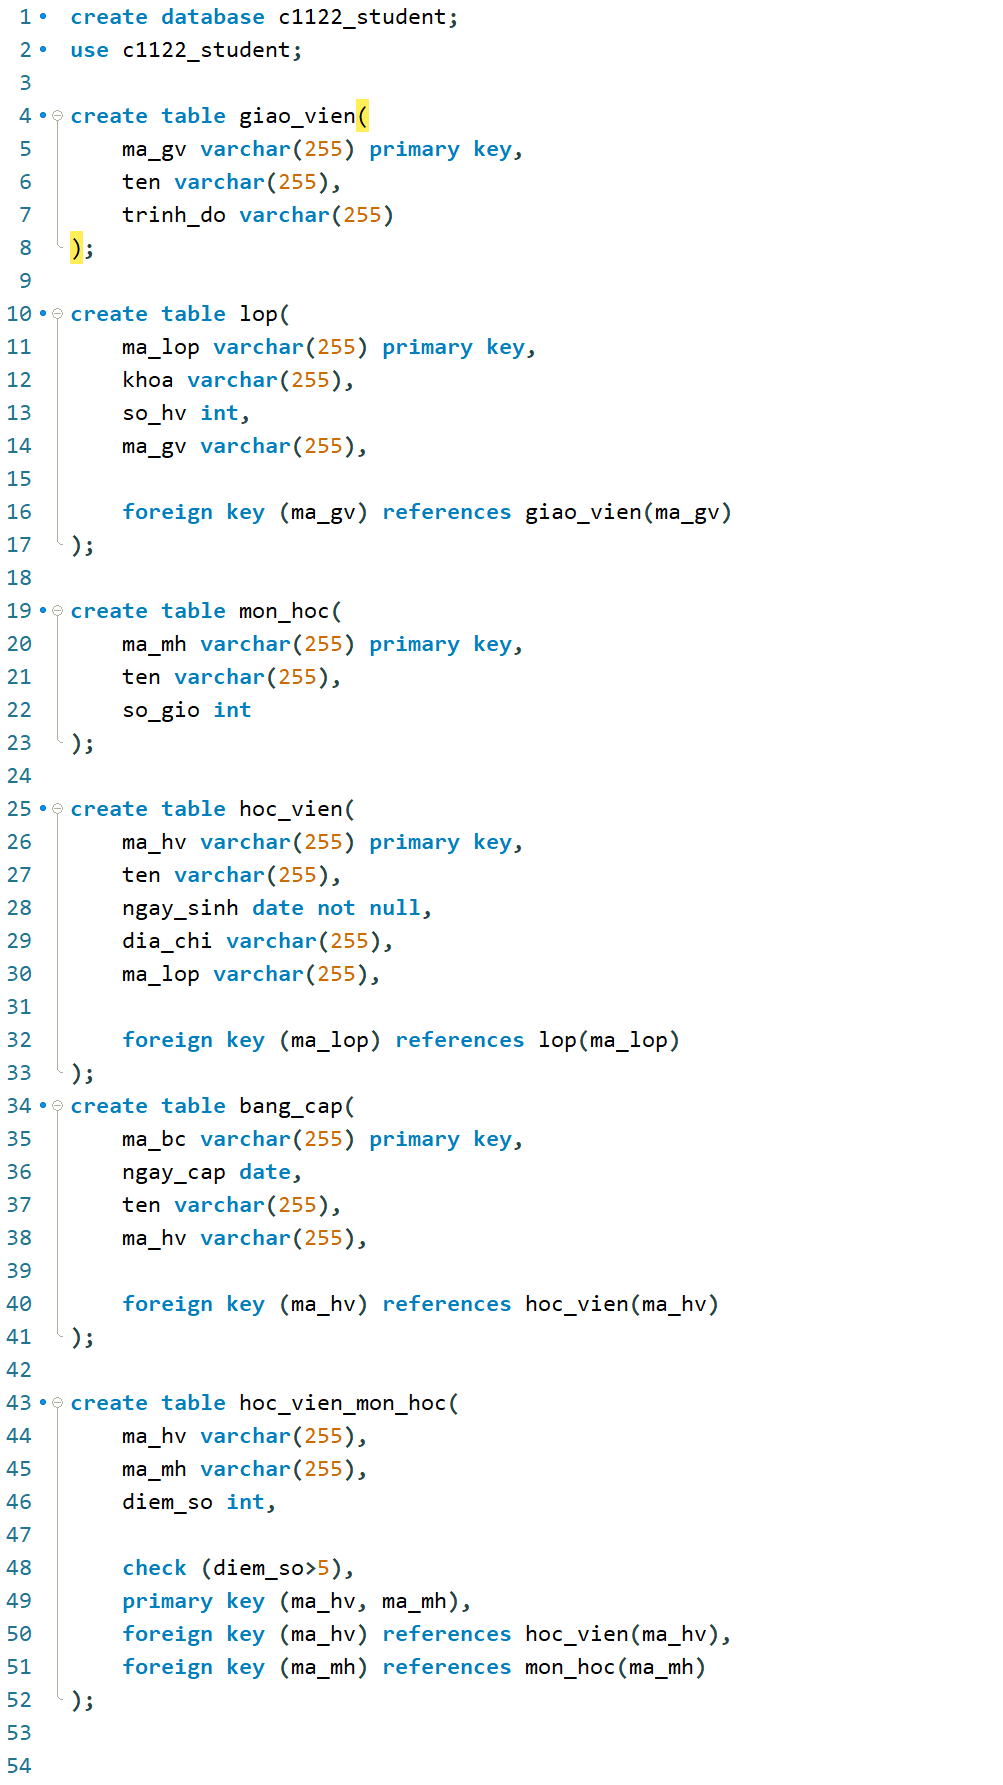 1 create database c1122_student;
2 use c1122_student;
3
4 create table giao_vien(
5 ma_gv varchar(255) primary key,
6 ten varchar(255),
7 trinh_do varchar(255)
8 );
9
10 create table lop(
11 ma_lop varchar(255) primary key,
12 khoa varchar(255),
13 so_hv int,
14 ma_gv varchar(255),
15
16 foreign key (ma_gv) references giao_vien(ma_gv)
17 );
18
19 create table mon_hoc(
20 ma_mh varchar(255) primary key,
21 ten varchar(255),
22 so_gio int
23 );
24
25 create table hoc_vien(
26 ma_hv varchar(255) primary key,
27 ten varchar(255),
28 ngay_sinh date not null,
29 dia_chi varchar(255),
30 ma_lop varchar(255),
31
32 foreign key (ma_lop) references lop(ma_lop)
33 );
34 create table bang_cap(
35 ma_bc varchar(255) primary key,
36 ngay_cap date,
37 ten varchar(255),
38 ma_hv varchar(255),
39
40 foreign key (ma_hv) references hoc_vien(ma_hv)
41 );
42
43 create table hoc_vien_mon_hoc(
44 ma_hv varchar(255),
45 ma_mh varchar(255),
46 diem_so int,
47
48 check (diem_so>5),
49 primary key (ma_hv, ma_mh),
50 foreign key (ma_hv) references hoc_vien(ma_hv),
51 foreign key (ma_mh) references mon_hoc(ma_mh)
52 );
53
54